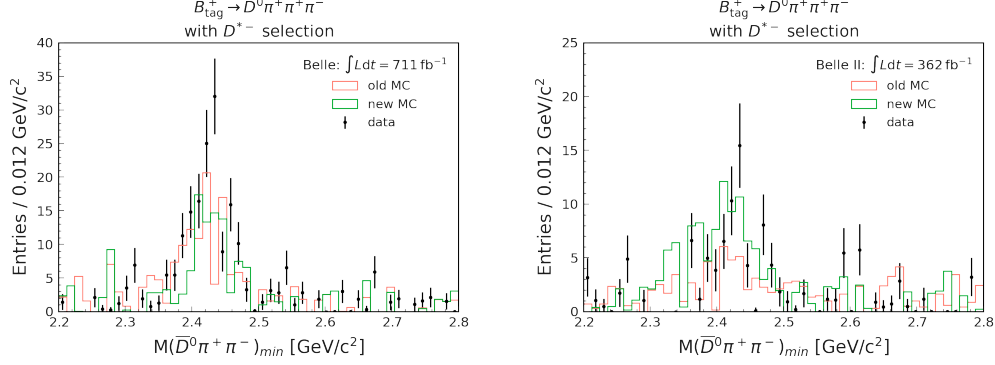 B⁺tag → D⁰π⁺π⁺π⁻
with D*⁻ selection
Entries / 0.012 GeV/c²
40
35
30
25
20
15
10
5
0
Belle: ∫Ldt = 711 fb⁻¹
old MC
new MC
data
2.2 2.3 2.4 2.5 2.6 2.7 2.8
M(D̅⁰π⁺π⁻)min [GeV/c²]
B⁺tag → D⁰π⁺π⁺π⁻
with D*⁻ selection
Entries / 0.012 GeV/c²
25
20
15
10
5
0
Belle II: ∫Ldt = 362 fb⁻¹
old MC
new MC
data
2.2 2.3 2.4 2.5 2.6 2.7 2.8
M(D̅⁰π⁺π⁻)min [GeV/c²]